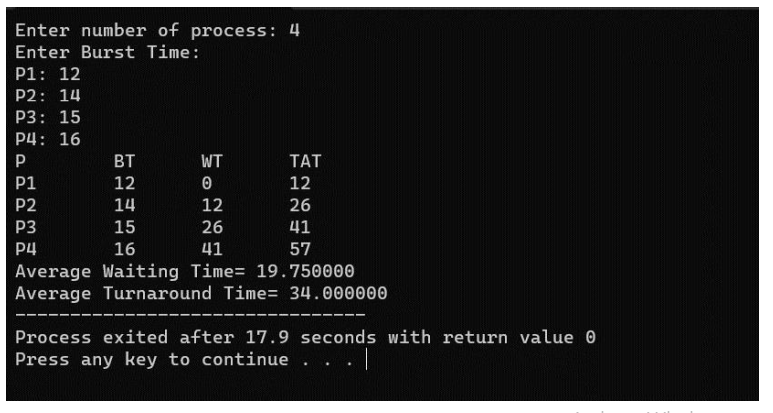 Enter number of process: 4
Enter Burst Time:
P1: 12
P2: 14
P3: 15
P4: 16
P BT WT TAT
P1 12 0 12
P2 14 12 26
P3 15 26 41
P4 16 41 57
Average Waiting Time= 19.750000
Average Turnaround Time= 34.000000
--------------------------------
Process exited after 17.9 seconds with return value 0
Press any key to continue . . .